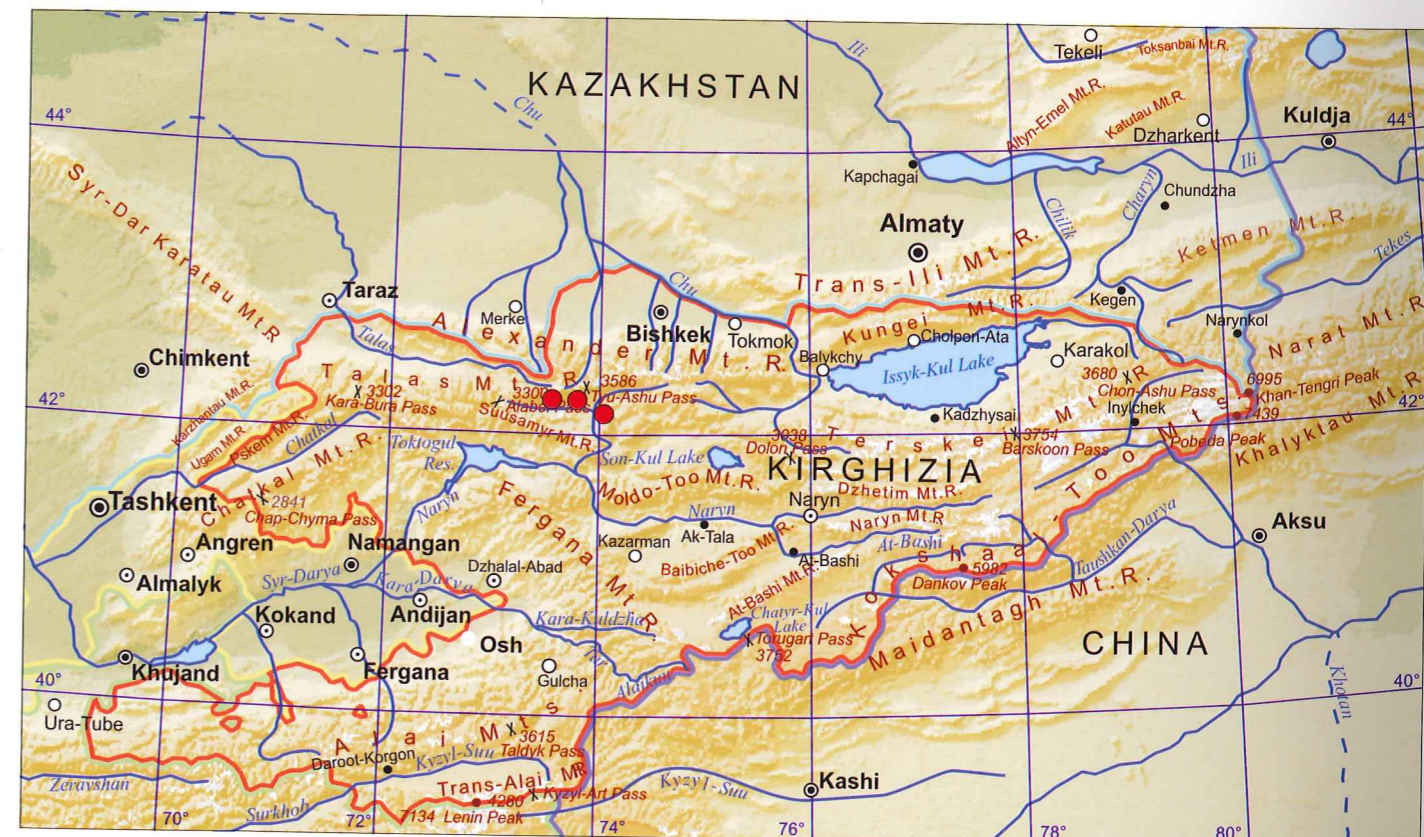 KAZAKHSTAN
Ili
Tekeli
Toksanbai Mt.R.
Altyn-Emel Mt.R.
Katutau Mt.R.
Kuldja
Dzharkent
44°
Chu
44°
Kapchagai
Ili
Chundzha
Charyn
Chilik
Almaty
Syr-Dar Karatau Mt.R
Ketmen Mt.R.
Tekes
Trans-Ili Mt.R.
Taraz
Chu
Kegen
Merke
Alexander Mt.R.
Bishkek
Tokmok
Kungei Mt.R.
Cholpon-Ata
Narynkol
Narat Mt.R.
Talas
Chimkent
Balykchy
Issyk-Kul Lake
Karakol
3680
Chon-Ashu Pass
6995
Khan-Tengri Peak
Talas Mt.R.
3302
Kara-Bura Pass
3586
Tyu-Ashu Pass
3300
Alabel Pass
Suusamyr Mt.R.
Karzhantau Mt.R.
Ugam Mt.R.
Pskem Mt.R.
Chatkal
42°
Kadzhysai
Inylchek
7439
42°
Pobeda Peak
Khalyktau Mt.R.
Terskei Mt.R.
3754
Barskoon Pass
3038
Dolon Pass
Toktogul
Res.
Son-Kul Lake
KIRGHIZIA
Moldo-Too Mt.R.
Dzhetim Mt.R.
Chatkal Mt.R.
2841
Chap-Chyma Pass
Tashkent
Naryn
Fergana Mt.R.
Naryn
Naryn
Naryn Mt.R
Ak-Tala
At-Bashi
At-Bashi
Kazarman
Baibiche-Too Mt.R.
Kokshaal-Too Mts
Taushkan-Darya
Aksu
Angren
Namangan
Almalyk
Syr-Darya
Kara-Darya
Dzhalal-Abad
5982
Dankov Peak
At-Bashi Mt.R.
Kokand
Andijan
Kara-Kuldzha
Chatyr-Kul
Lake
Torugart Pass
3752
Maidantagh Mt.R.
CHINA
Osh
Tar
Khujand
Fergana
Gulcha
Alaikuu
40°
40°
Khotan
Ura-Tube
Alai Mts
3615
Taldyk Pass
Daroot-Korgon
Kyzyl-Suu
Trans-Alai MR
Kyzyl-Art Pass
4280
7134 Lenin Peak
Kyzyl-Suu
Kashi
Zeravshan
Surkhob
70°
72°
74°
76°
78°
80°